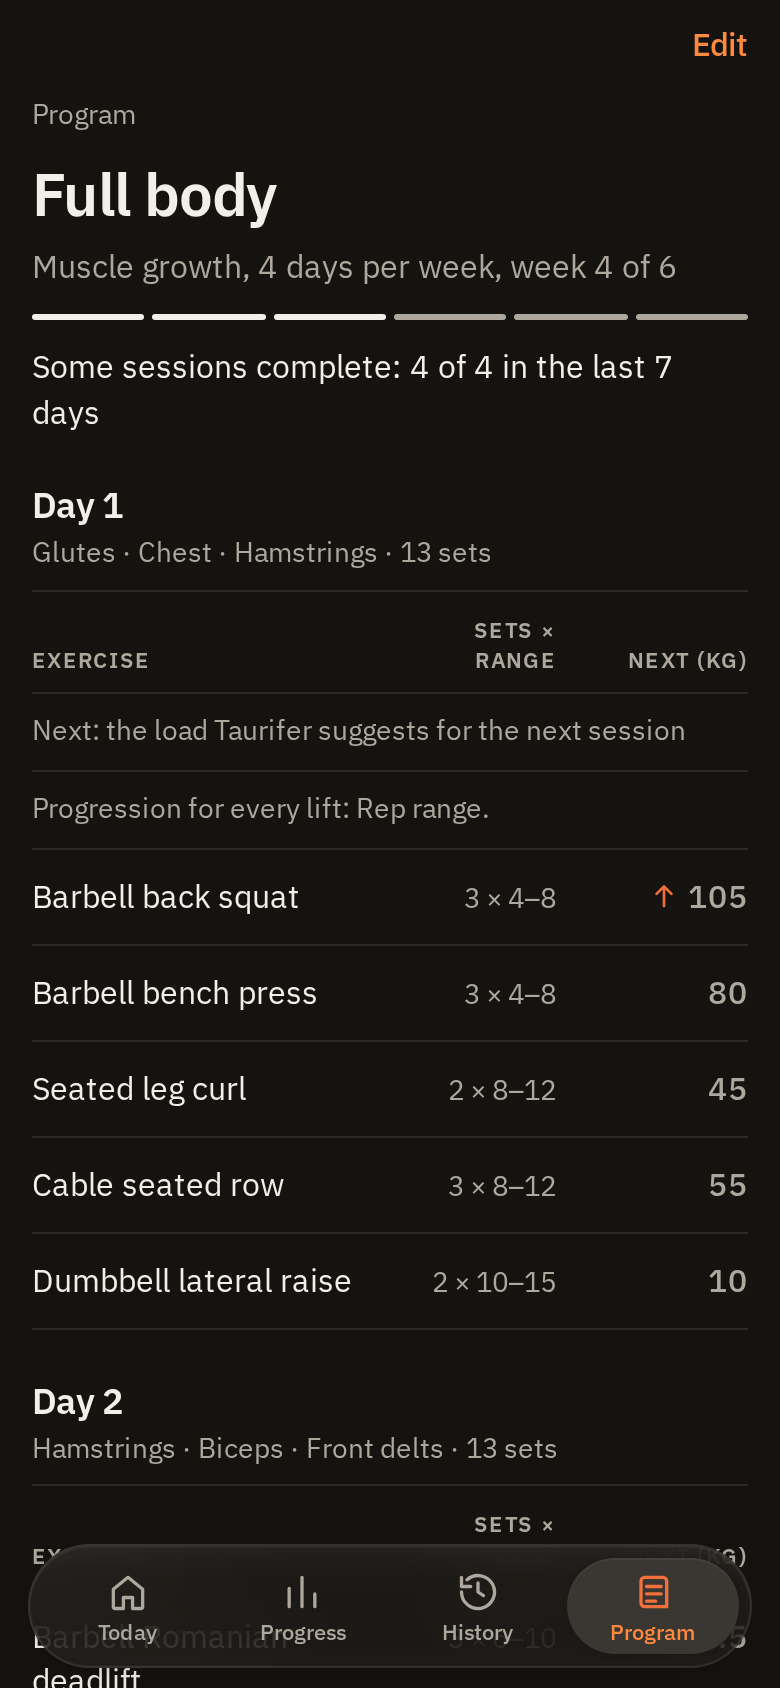 Edit
Program
Full body
Muscle growth, 4 days per week, week 4 of 6
Some sessions complete: 4 of 4 in the last 7
days
Day 1
Glutes · Chest · Hamstrings · 13 sets
EXERCISE SETS × RANGE NEXT (KG)
Next: the load Taurifer suggests for the next session
Progression for every lift: Rep range.
Barbell back squat 3 × 4–8 ↑ 105
Barbell bench press 3 × 4–8 80
Seated leg curl 2 × 8–12 45
Cable seated row 3 × 8–12 55
Dumbbell lateral raise 2 × 10–15 10
Day 2
Hamstrings · Biceps · Front delts · 13 sets
SETS ×
Barbell Romanian
deadlift
Today Progress History Program